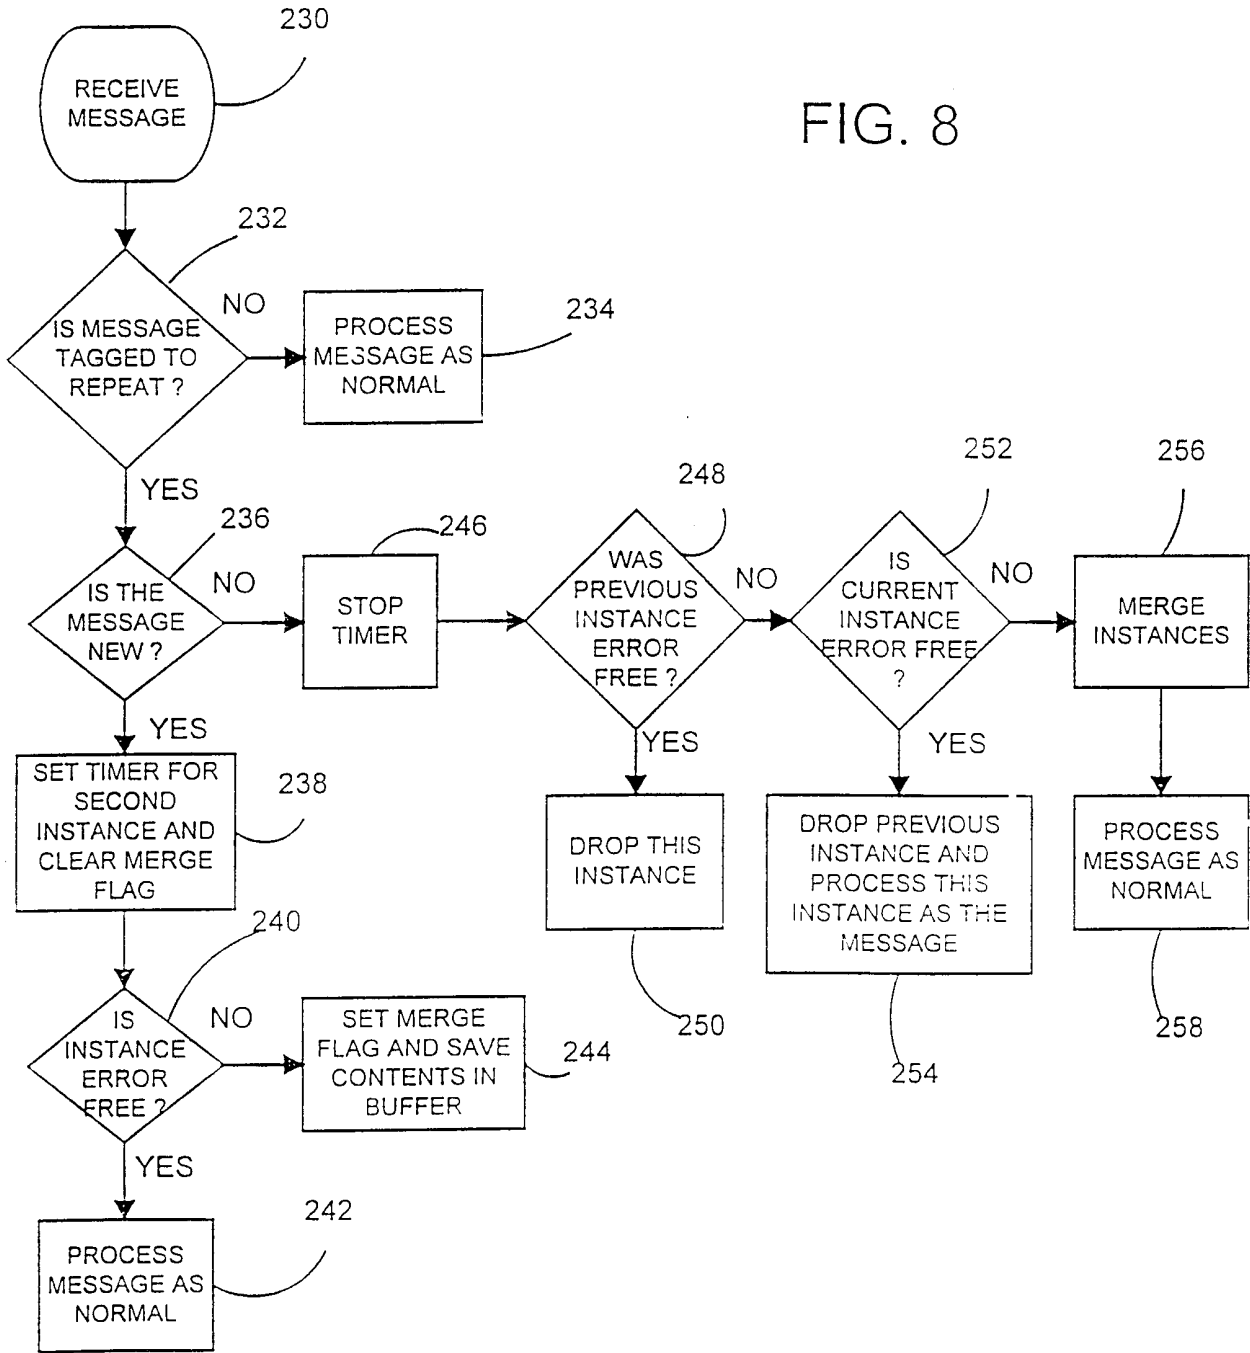 230
RECEIVE
MESSAGE
FIG. 8
232
IS MESSAGE
TAGGED TO
REPEAT ?
NO
PROCESS
MESSAGE AS
NORMAL
234
YES
236
IS THE
MESSAGE
NEW ?
NO
246
STOP
TIMER
248
WAS
PREVIOUS
INSTANCE
ERROR
FREE ?
NO
252
IS
CURRENT
INSTANCE
ERROR FREE
?
NO
256
MERGE
INSTANCES
YES
SET TIMER FOR
SECOND
INSTANCE AND
CLEAR MERGE
FLAG
238
YES
DROP THIS
INSTANCE
250
YES
DROP PREVIOUS
INSTANCE AND
PROCESS THIS
INSTANCE AS THE
MESSAGE
254
PROCESS
MESSAGE AS
NORMAL
258
240
IS
INSTANCE
ERROR
FREE ?
NO
SET MERGE
FLAG AND SAVE
CONTENTS IN
BUFFER
244
YES
242
PROCESS
MESSAGE AS
NORMAL